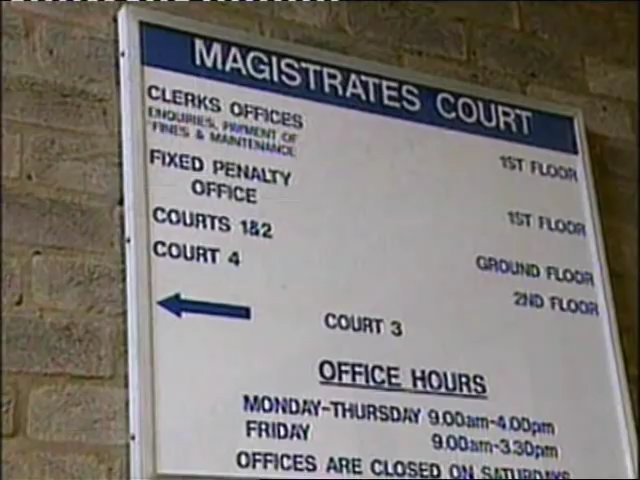 MAGISTRATES COURT
CLERKS OFFICES
ENQUIRIES, PAYMENT OF
FINES & MAINTENANCE
1ST FLOOR
FIXED PENALTY
OFFICE
1ST FLOOR
COURTS 1&2
GROUND FLOOR
COURT 4
2ND FLOOR
COURT 3
OFFICE HOURS
MONDAY-THURSDAY 9.00am-4.00pm
FRIDAY 9.00am-3.30pm
OFFICES ARE CLOSED ON SATURDAYS